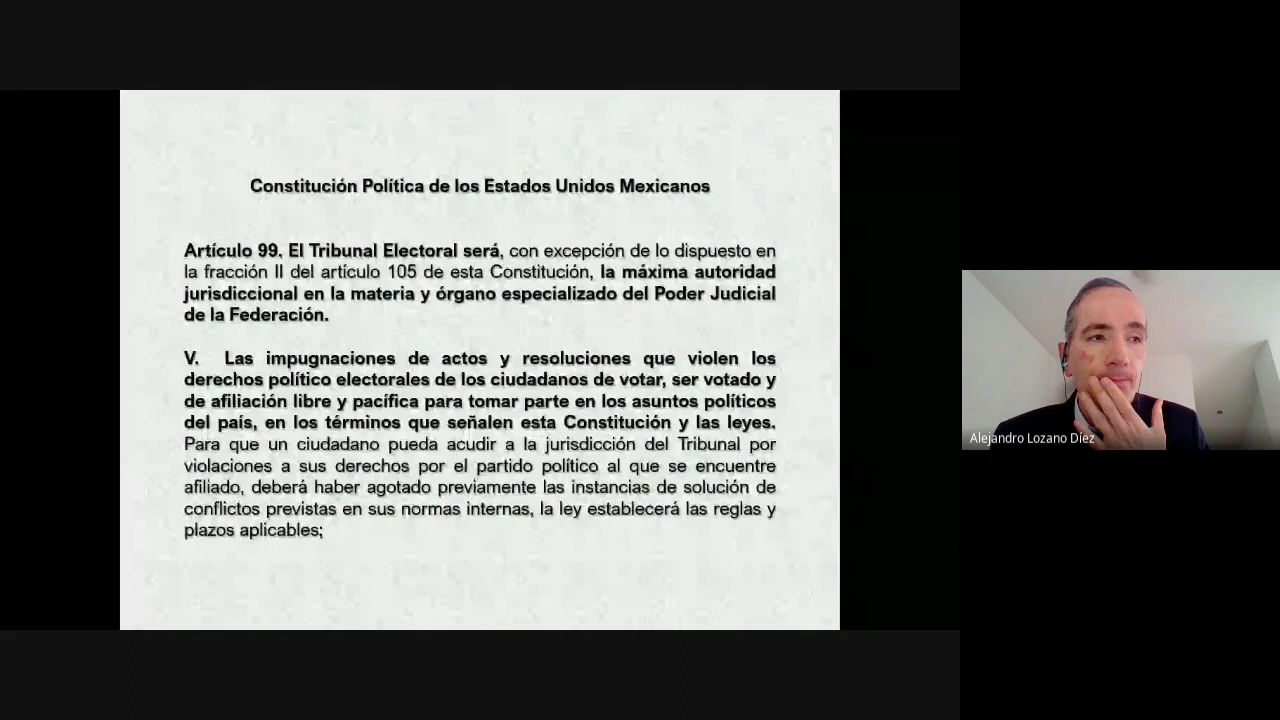 Constitución Política de los Estados Unidos Mexicanos
Artículo 99. El Tribunal Electoral será, con excepción de lo dispuesto en
la fracción II del artículo 105 de esta Constitución, la máxima autoridad
jurisdiccional en la materia y órgano especializado del Poder Judicial
de la Federación.
V. Las impugnaciones de actos y resoluciones que violen los
derechos político electorales de los ciudadanos de votar, ser votado y
de afiliación libre y pacífica para tomar parte en los asuntos políticos
del país, en los términos que señalen esta Constitución y las leyes.
Para que un ciudadano pueda acudir a la jurisdicción del Tribunal por
violaciones a sus derechos por el partido político al que se encuentre
afiliado, deberá haber agotado previamente las instancias de solución de
conflictos previstas en sus normas internas, la ley establecerá las reglas y
plazos aplicables;
Alejandro Lozano Díez